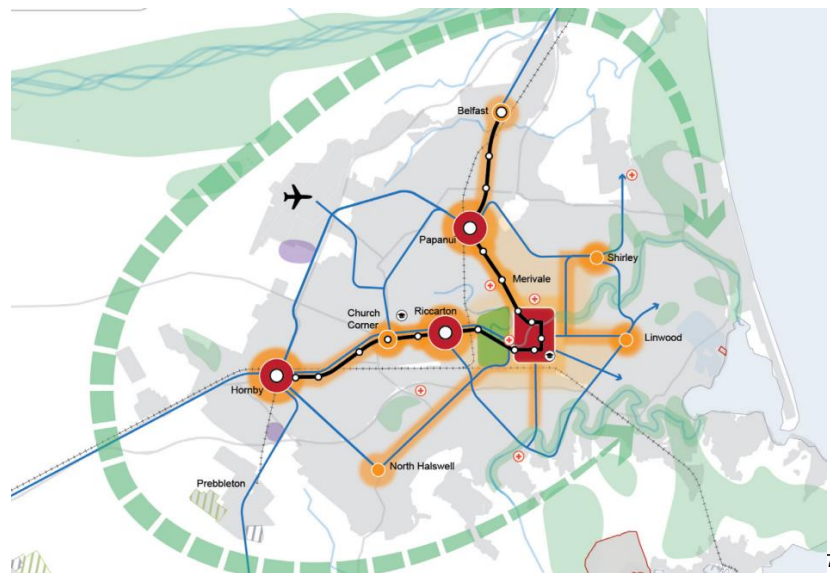 Belfast
Papanui
Shirley
Merivale
Church
Corner
Riccarton
Linwood
Hornby
North Halswell
Prebbleton